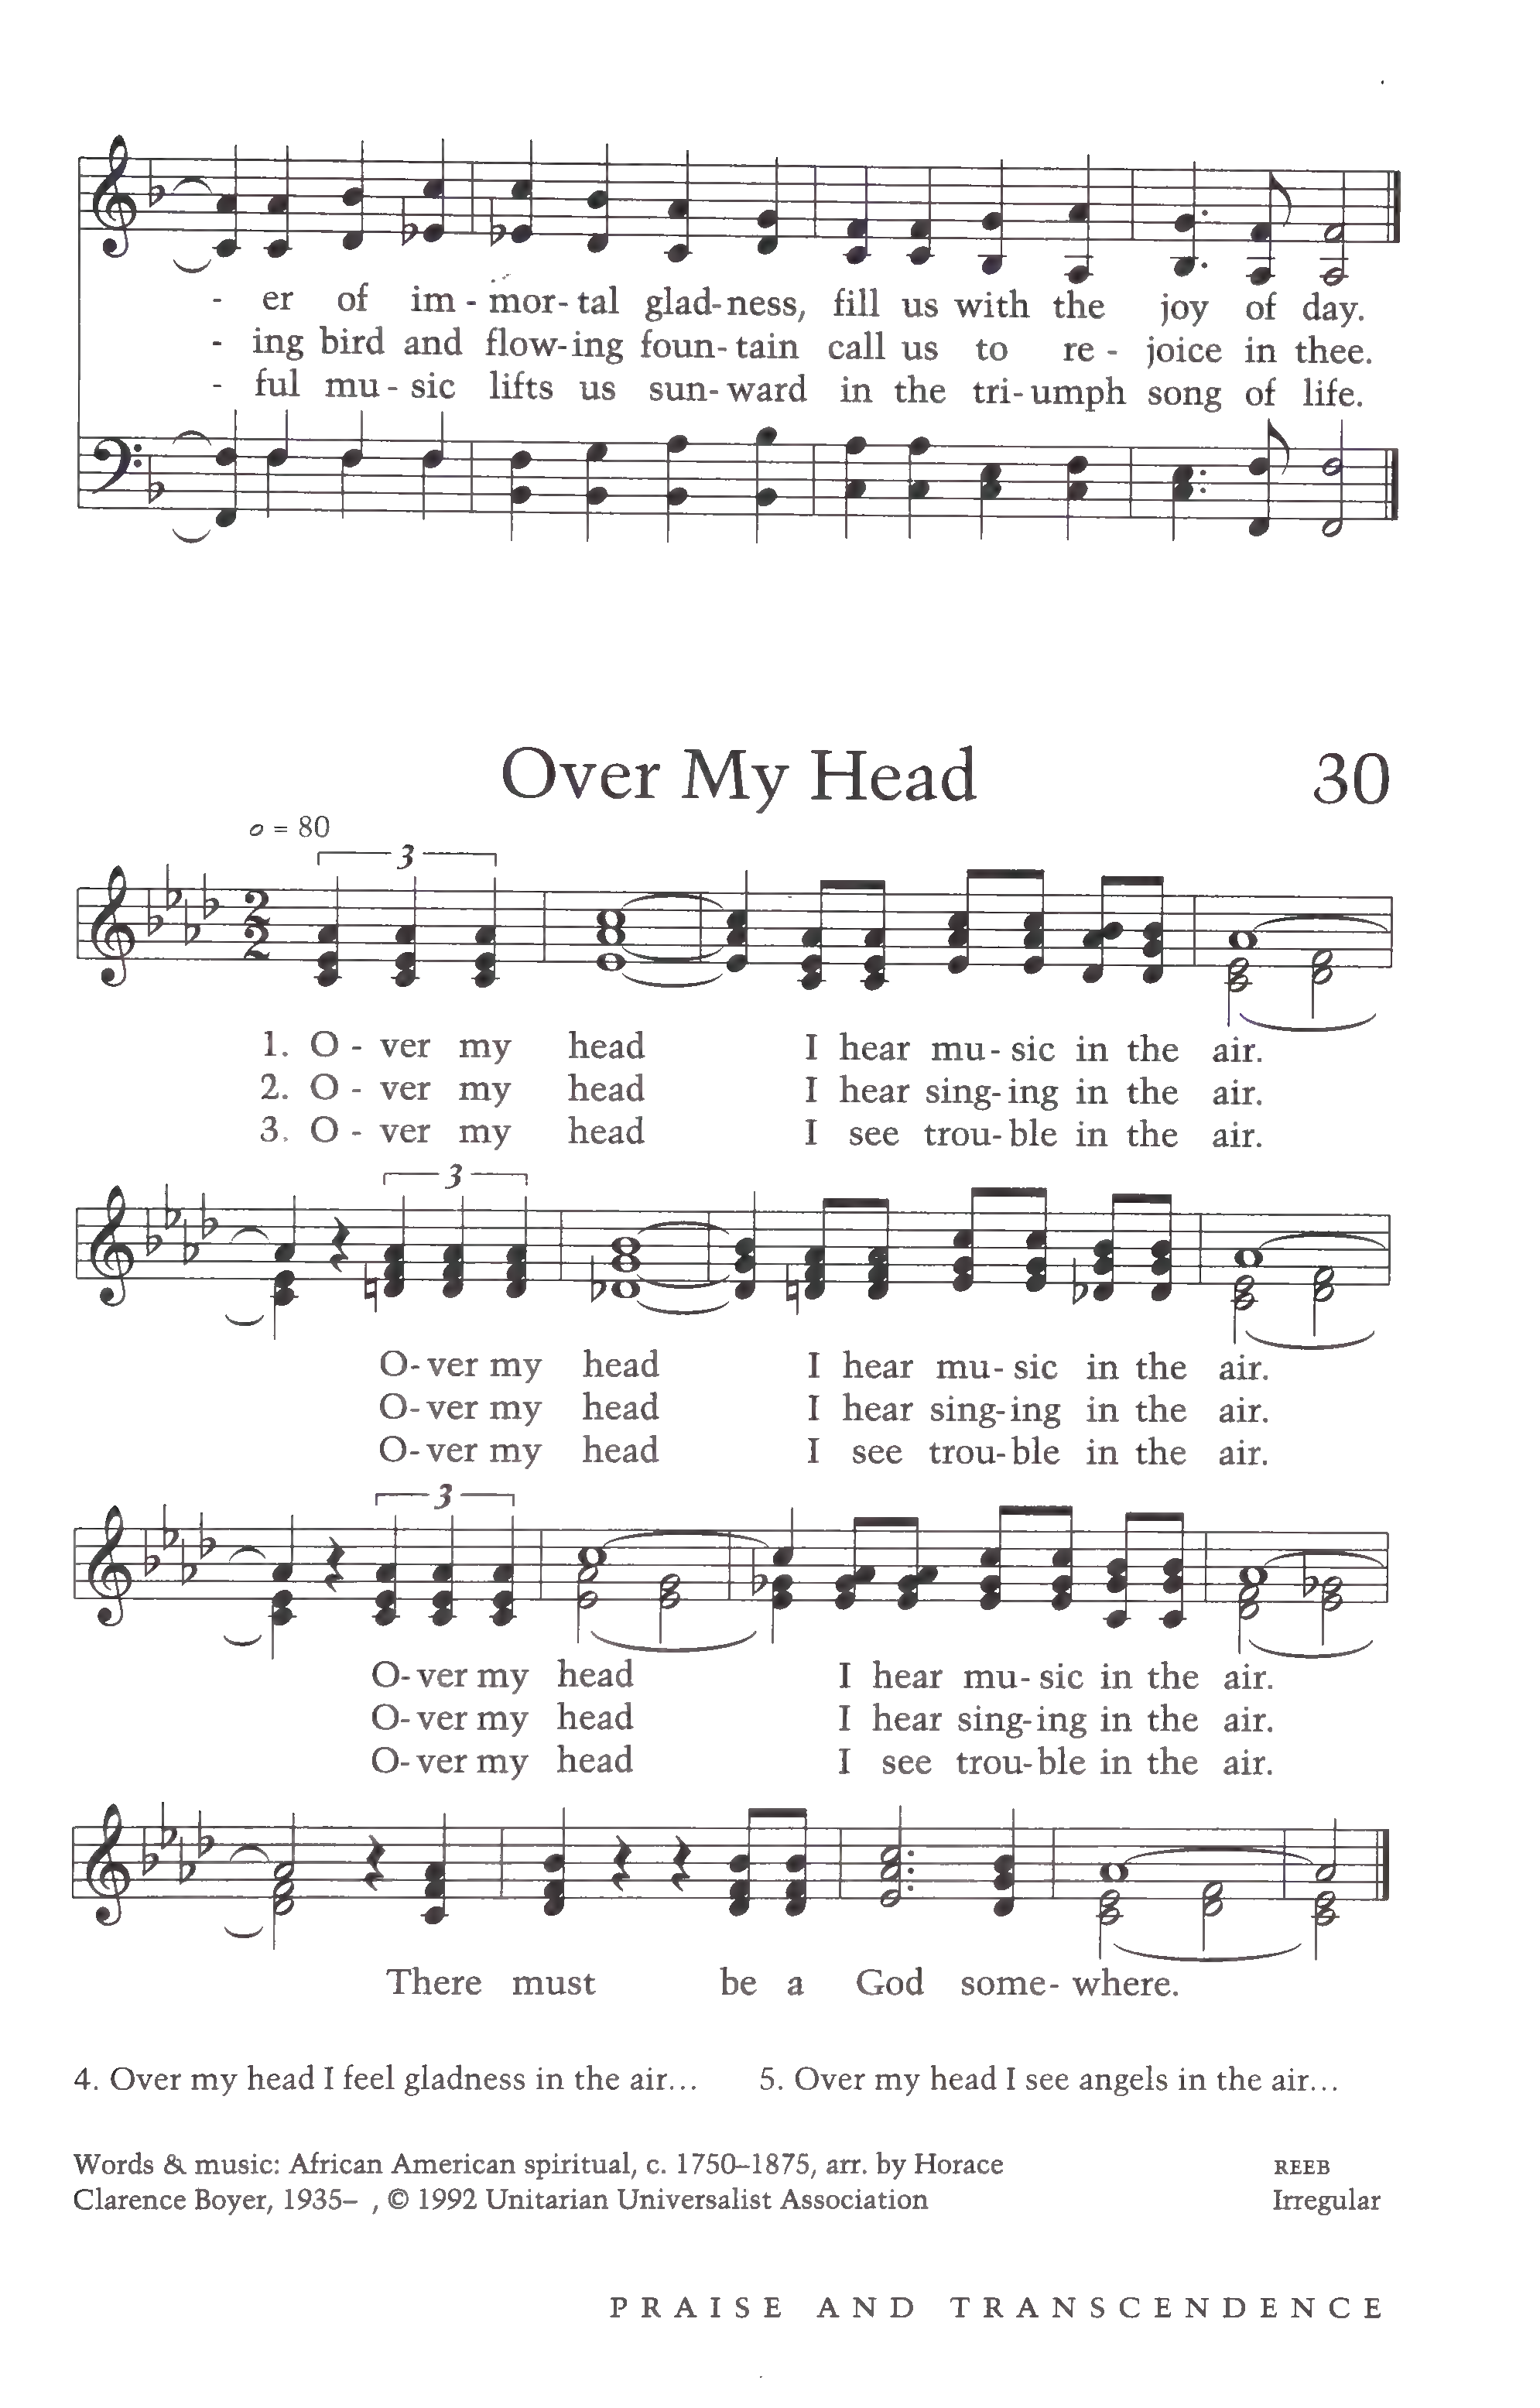 - er of im - mor - tal glad - ness, fill us with the joy of day.
- ing bird and flow - ing foun - tain call us to re - joice in thee.
- ful mu - sic lifts us sun - ward in the tri - umph song of life.
Over My Head 30
𝅗𝅥 = 80
3
1. O - ver my head I hear mu - sic in the air.
2. O - ver my head I hear sing - ing in the air.
3. O - ver my head I see trou - ble in the air.
3
O - ver my head I hear mu - sic in the air.
O - ver my head I hear sing - ing in the air.
O - ver my head I see trou - ble in the air.
3
O - ver my head I hear mu - sic in the air.
O - ver my head I hear sing - ing in the air.
O - ver my head I see trou - ble in the air.
There must be a God some - where.
4. Over my head I feel gladness in the air... 5. Over my head I see angels in the air...
Words & music: African American spiritual, c. 1750–1875, arr. by Horace REEB
Clarence Boyer, 1935– , © 1992 Unitarian Universalist Association Irregular
PRAISE AND TRANSCENDENCE